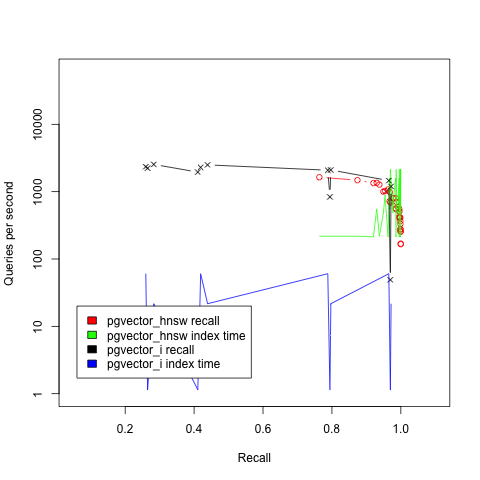 Queries per second
10000
1000
100
10
1
pgvector_hnsw recall
pgvector_hnsw index time
pgvector_i recall
pgvector_i index time
0.2 0.4 0.6 0.8 1.0
Recall